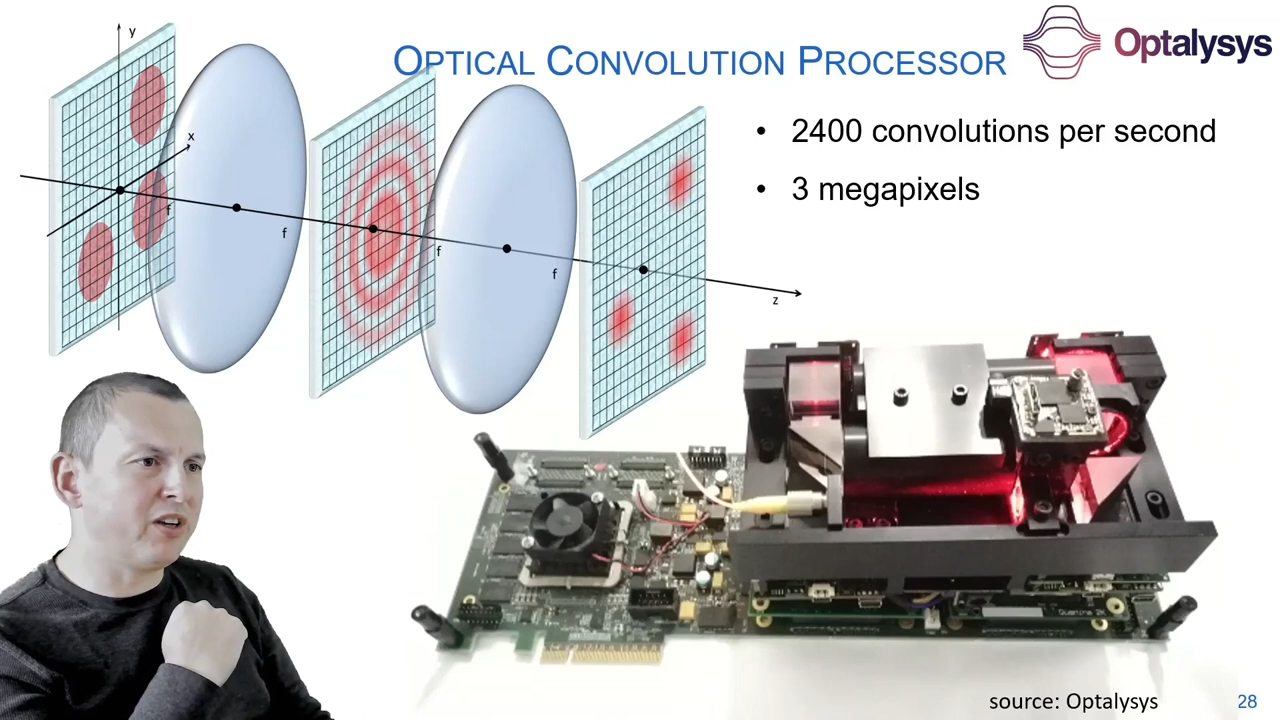 OPTICAL CONVOLUTION PROCESSOR
Optalysys
• 2400 convolutions per second
• 3 megapixels
y
x
f
f
f
f
z
source: Optalysys
28